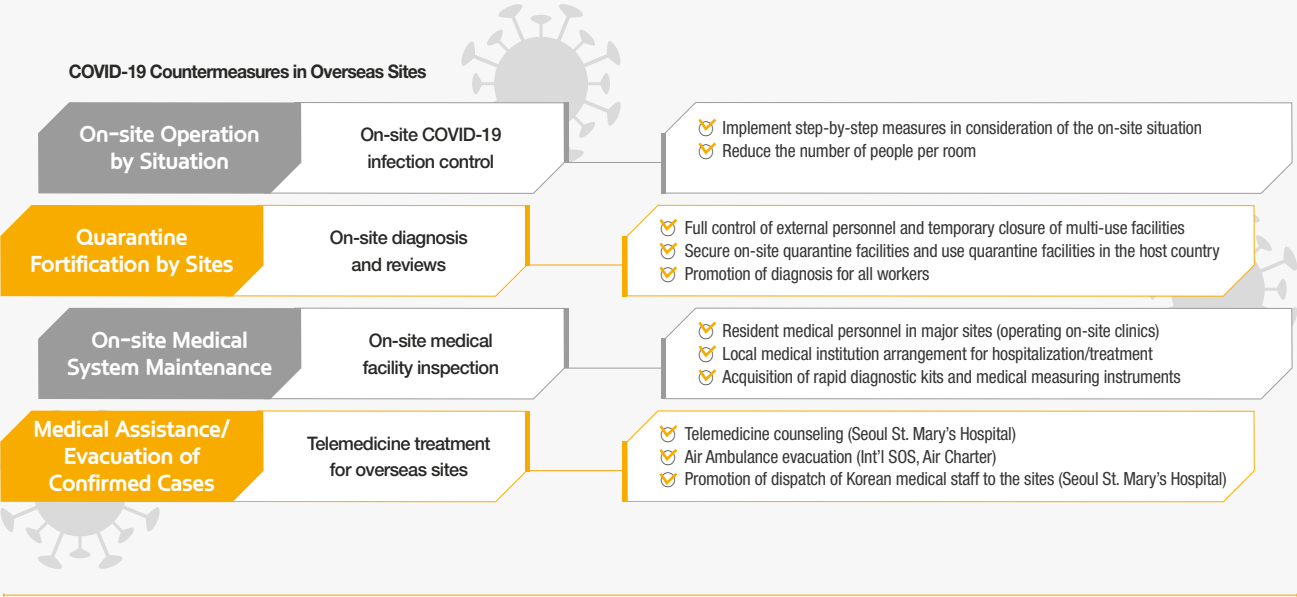 COVID-19 Countermeasures in Overseas Sites
On-site Operation
by Situation
On-site COVID-19
infection control
Implement step-by-step measures in consideration of the on-site situation
Reduce the number of people per room
Quarantine
Fortification by Sites
On-site diagnosis
and reviews
Full control of external personnel and temporary closure of multi-use facilities
Secure on-site quarantine facilities and use quarantine facilities in the host country
Promotion of diagnosis for all workers
On-site Medical
System Maintenance
On-site medical
facility inspection
Resident medical personnel in major sites (operating on-site clinics)
Local medical institution arrangement for hospitalization/treatment
Acquisition of rapid diagnostic kits and medical measuring instruments
Medical Assistance/
Evacuation of
Confirmed Cases
Telemedicine treatment
for overseas sites
Telemedicine counseling (Seoul St. Mary's Hospital)
Air Ambulance evacuation (Int'l SOS, Air Charter)
Promotion of dispatch of Korean medical staff to the sites (Seoul St. Mary's Hospital)